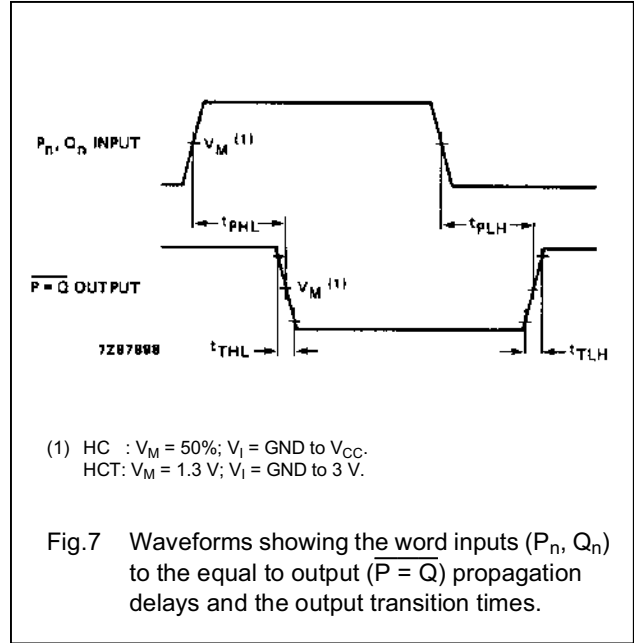 Pn, Qn INPUT
VM (1)
tPHL
tPLH
P = Q OUTPUT
VM (1)
7Z87898
tTHL
tTLH
(1) HC : VM = 50%; VI = GND to VCC.
HCT: VM = 1.3 V; VI = GND to 3 V.
Fig.7 Waveforms showing the word inputs (Pn, Qn)
to the equal to output (P = Q) propagation
delays and the output transition times.